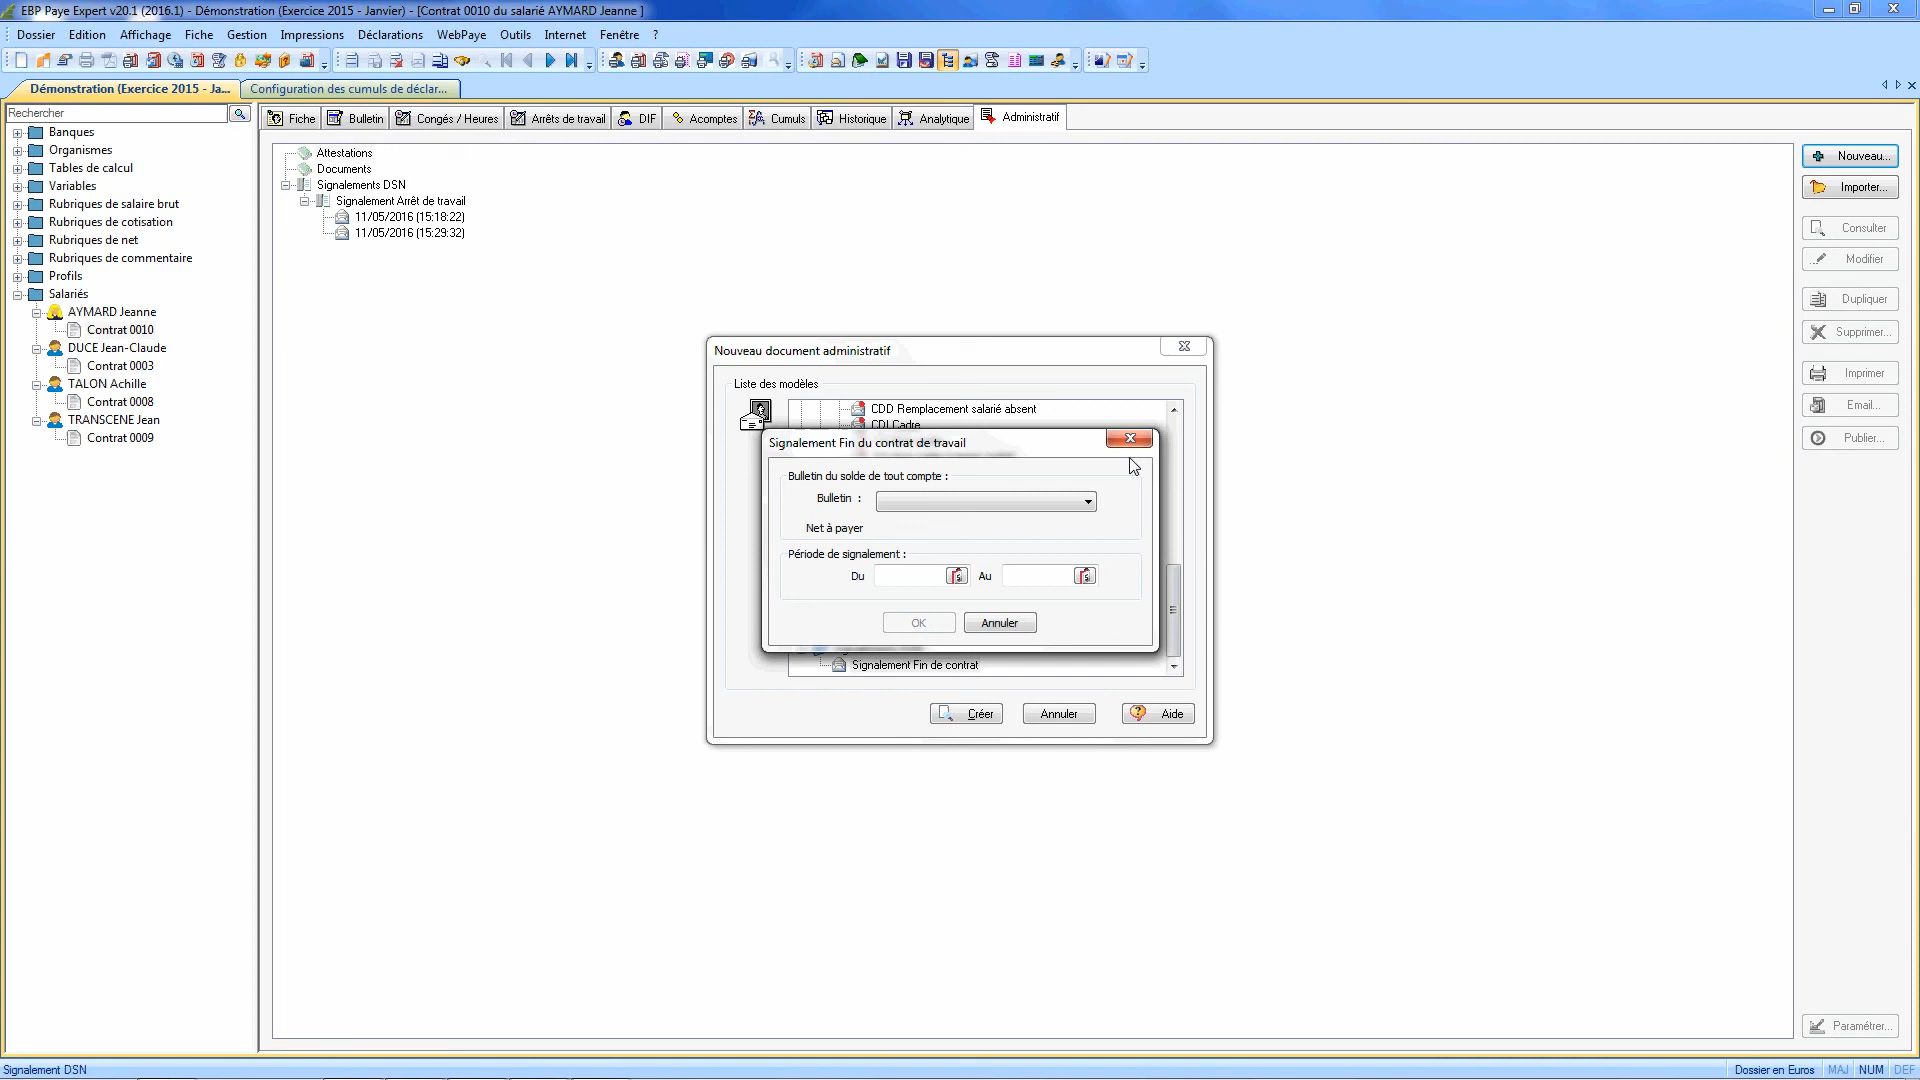 EBP Paye Expert v20.1 (2016.1) - Démonstration (Exercice 2015 - Janvier) - [Contrat 0010 du salarié AYMARD Jeanne ]
Dossier Edition Affichage Fiche Gestion Impressions Déclarations WebPaye Outils Internet Fenêtre ?
Démonstration (Exercice 2015 - Ja... Configuration des cumuls de déclar...
Rechercher
Fiche Bulletin Congés / Heures Arrêts de travail DIF Acomptes Cumuls Historique Analytique Administratif
Banques
Organismes
Tables de calcul
Variables
Rubriques de salaire brut
Rubriques de cotisation
Rubriques de net
Rubriques de commentaire
Profils
Salariés
AYMARD Jeanne
Contrat 0010
DUCE Jean-Claude
Contrat 0003
TALON Achille
Contrat 0008
TRANSCENE Jean
Contrat 0009
Attestations
Documents
Signalements DSN
Signalement Arrêt de travail
11/05/2016 (15:18:22)
11/05/2016 (15:29:32)
Nouveau document administratif
Liste des modèles
CDD Remplacement salarié absent
CDI Cadre
Signalement Fin du contrat de travail
Bulletin du solde de tout compte :
Bulletin :
Net à payer
Période de signalement :
Du Au
OK Annuler
Signalement Fin de contrat
Créer Annuler Aide
Nouveau...
Importer...
Consulter
Modifier
Dupliquer
Supprimer...
Imprimer
Email...
Publier...
Paramétrer...
Signalement DSN Dossier en Euros MAJ NUM DEF